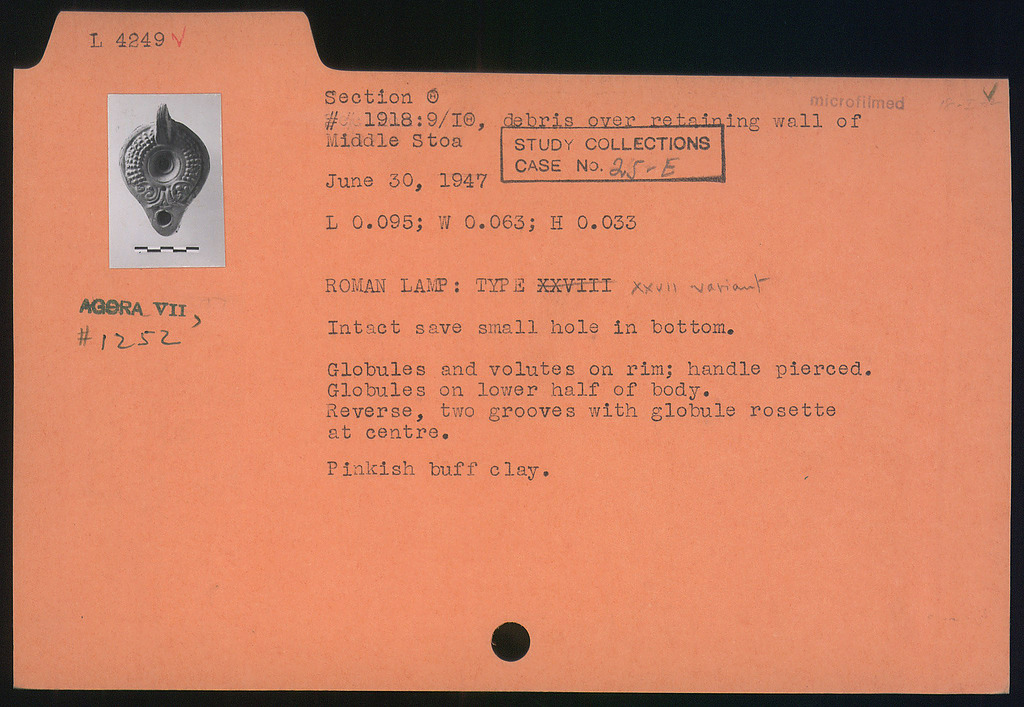 L 4249 √
Section Θ
# 1918:9/ΙΘ, debris over retaining wall of
Middle Stoa
microfilmed
STUDY COLLECTIONS
CASE No. 25-E
June 30, 1947
L 0.095; W 0.063; H 0.033
ROMAN LAMP: TYPE XXVIII XXVII variant
AGORA VII,
#1252
Intact save small hole in bottom.
Globules and volutes on rim; handle pierced.
Globules on lower half of body.
Reverse, two grooves with globule rosette
at centre.
Pinkish buff clay.